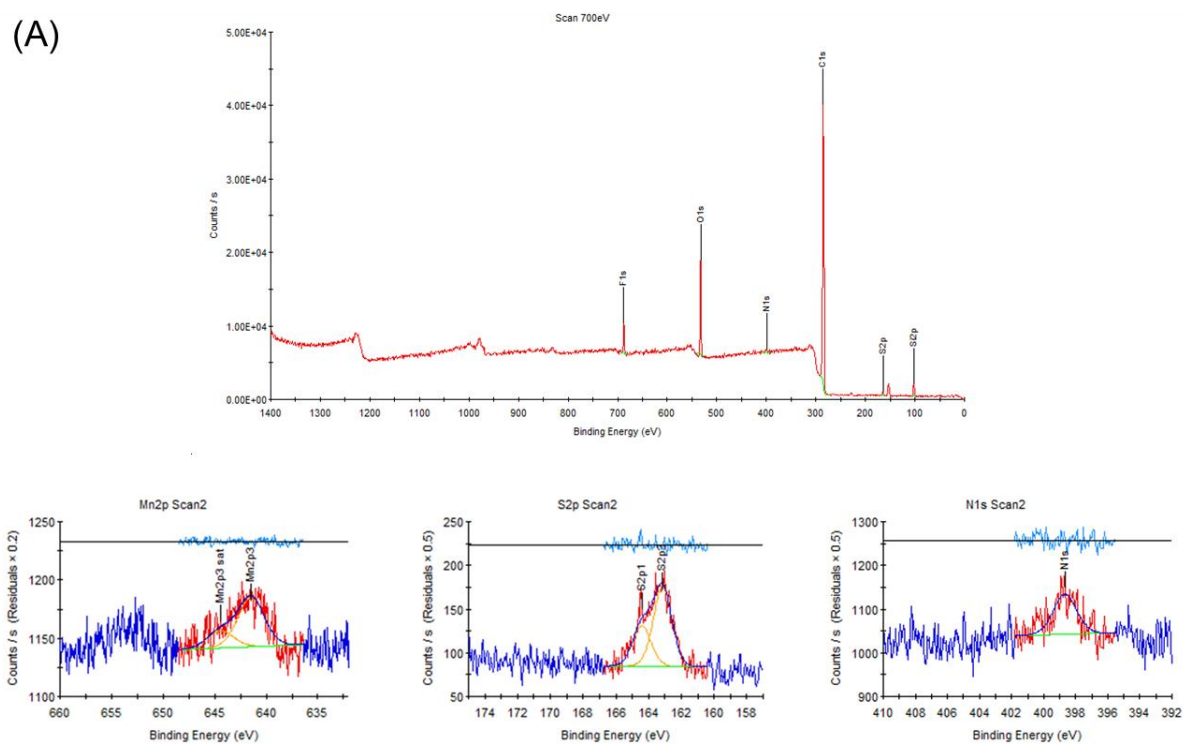 (A)
Scan 700eV
5.00E+04
4.00E+04
3.00E+04
2.00E+04
1.00E+04
0.00E+00
Counts / s
F1s
O1s
N1s
C1s
S2p
Si2p
1400 1300 1200 1100 1000 900 800 700 600 500 400 300 200 100 0
Binding Energy (eV)
Mn2p Scan2
1250
1200
1150
1100
Counts / s (Residuals × 0.2)
Mn2p3 sat
Mn2p3
660 655 650 645 640 635
Binding Energy (eV)
S2p Scan2
250
200
150
100
50
Counts / s (Residuals × 0.5)
S2p1
S2p3
174 172 170 168 166 164 162 160 158
Binding Energy (eV)
N1s Scan2
1300
1200
1100
1000
900
Counts / s (Residuals × 0.5)
N1s
410 408 406 404 402 400 398 396 394 392
Binding Energy (eV)